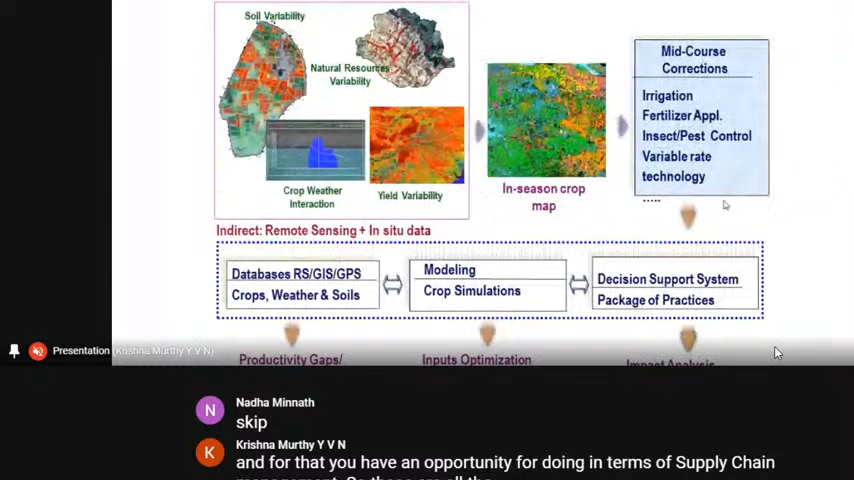 Soil Variability
Natural Resources
Variability
Crop Weather
Interaction
Yield Variability
In-season crop
map
Mid-Course
Corrections
Irrigation
Fertilizer Appl.
Insect/Pest Control
Variable rate
technology
.....
Indirect: Remote Sensing + In situ data
Databases RS/GIS/GPS
Crops, Weather & Soils
Modeling
Crop Simulations
Decision Support System
Package of Practices
Productivity Gaps/
Inputs Optimization
Impact Analysis
Presentation (Krishna Murthy Y V N)
N
Nadha Minnath
skip
K
Krishna Murthy Y V N
and for that you have an opportunity for doing in terms of Supply Chain